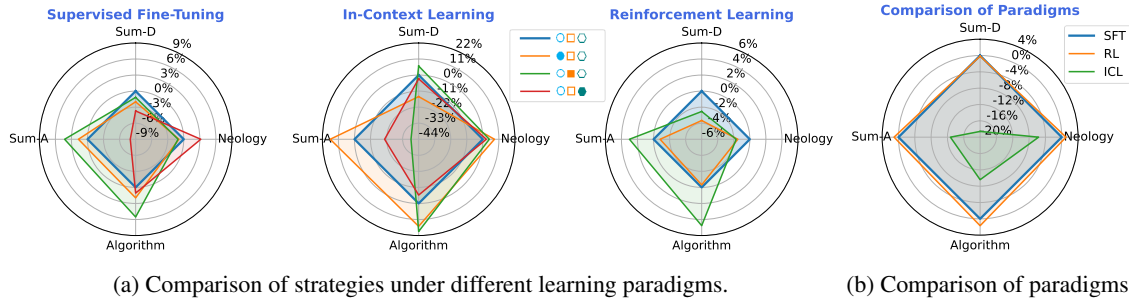 Supervised Fine-Tuning
Sum-D
9%
6%
3%
0%
-3%
-6%
-9%
Sum-A
Neology
Algorithm
In-Context Learning
Sum-D
22%
11%
0%
-11%
-22%
-33%
-44%
Sum-A
Neology
Algorithm
Reinforcement Learning
Sum-D
6%
4%
2%
0%
-2%
-4%
-6%
Sum-A
Neology
Algorithm
(a) Comparison of strategies under different learning paradigms.
Comparison of Paradigms
Sum-D
4%
0%
-4%
-8%
-12%
-16%
-20%
Sum-A
Neology
Algorithm
SFT
RL
ICL
(b) Comparison of paradigms